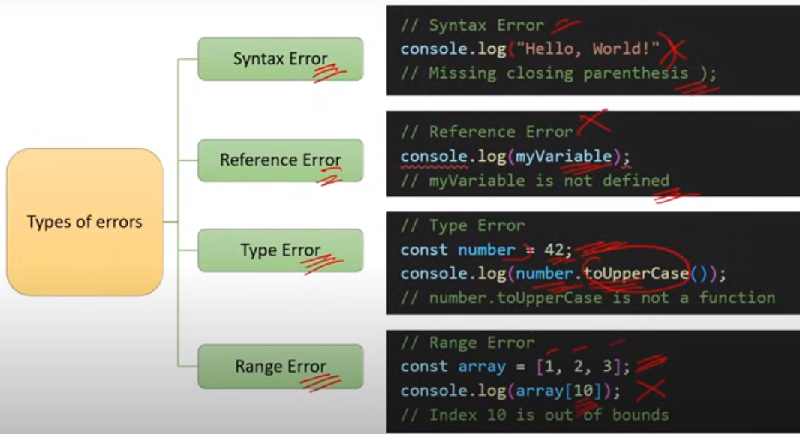 Types of errors
Syntax Error
// Syntax Error
console.log("Hello, World!"
// Missing closing parenthesis );
Reference Error
// Reference Error
console.log(myVariable);
// myVariable is not defined
Type Error
// Type Error
const number = 42;
console.log(number.toUpperCase());
// number.toUpperCase is not a function
Range Error
// Range Error
const array = [1, 2, 3];
console.log(array[10]);
// Index 10 is out of bounds